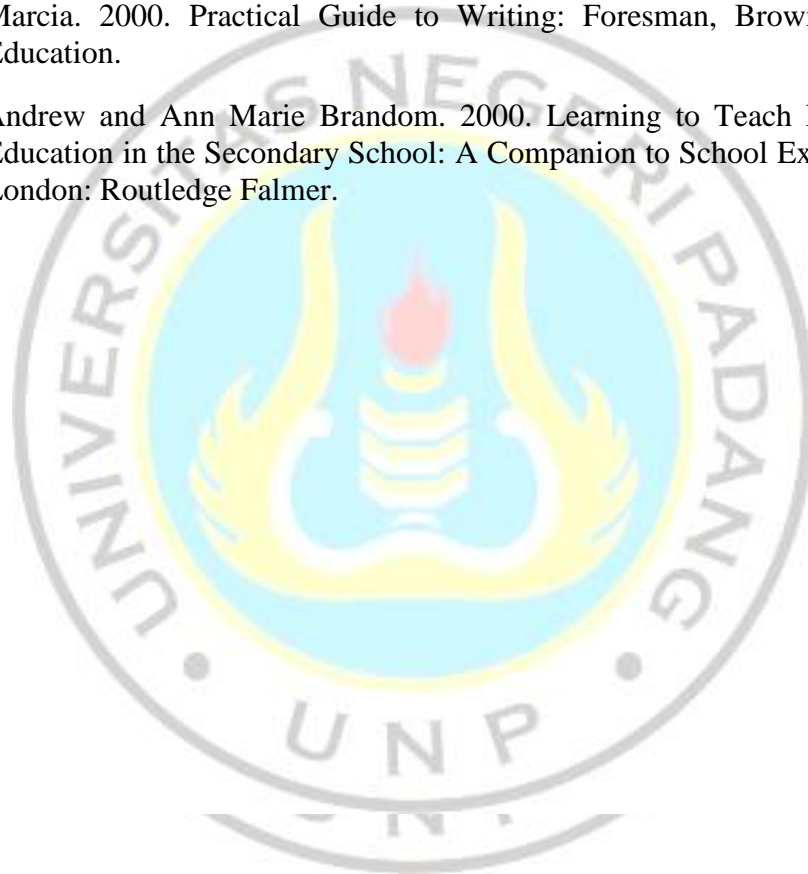 Marcia. 2000. Practical Guide to Writing: Foresman, Brow
Education.
Andrew and Ann Marie Brandom. 2000. Learning to Teach
Education in the Secondary School: A Companion to School Ex
London: Routledge Falmer.
UNIVERSITAS NEGERI PADANG
UNP